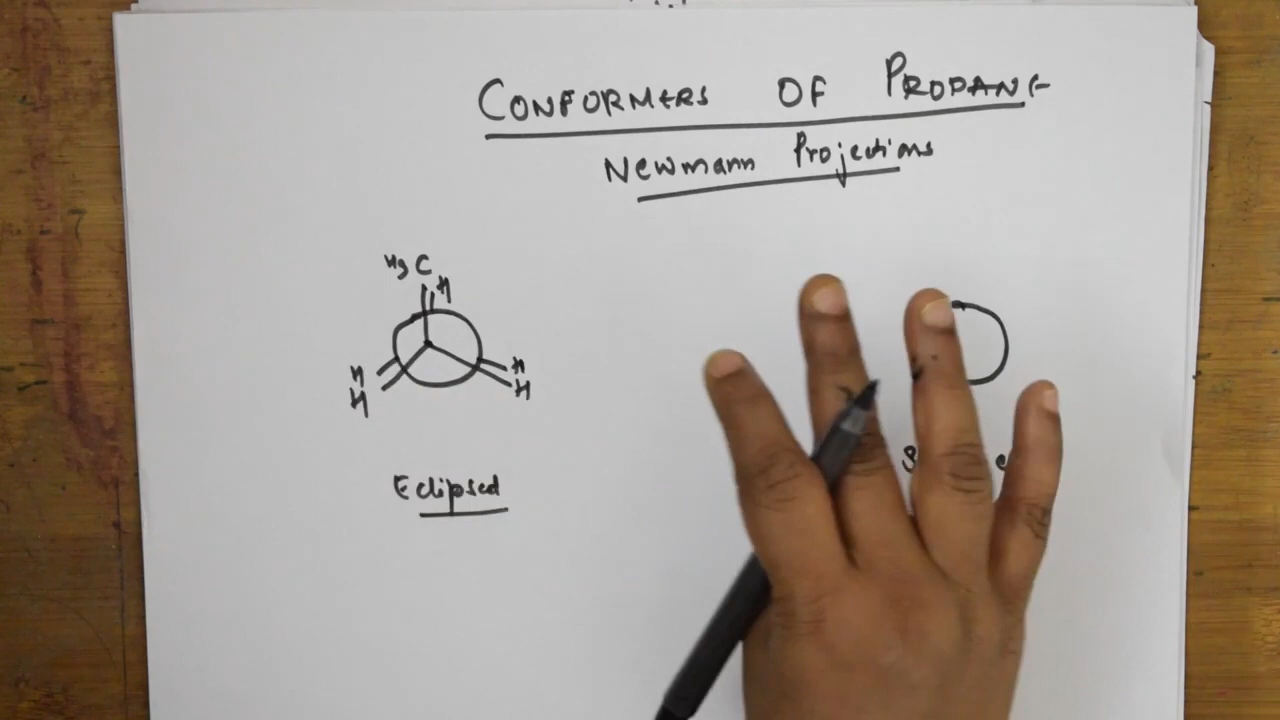 CONFORMERS OF PROPANE
Newmann Projections
H3C
H
H H
H H
Eclipsed